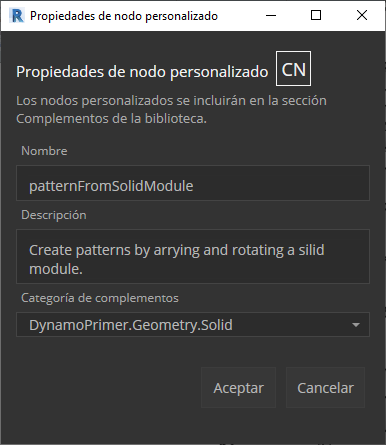 Propiedades de nodo personalizado
Propiedades de nodo personalizado CN
Los nodos personalizados se incluirán en la sección
Complementos de la biblioteca.
Nombre
patternFromSolidModule
Descripción
Create patterns by arrying and rotating a silid
module.
Categoría de complementos
DynamoPrimer.Geometry.Solid
Aceptar Cancelar